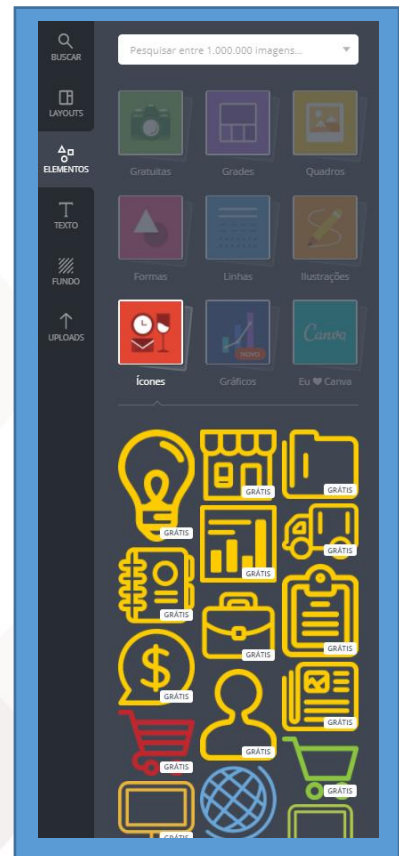 BUSCAR
LAYOUTS
ELEMENTOS
TEXTO
FUNDO
UPLOADS
Pesquisar entre 1.000.000 imagens...
Gratuitas Grades Quadros
Formas Linhas Ilustrações
NOVO
Canva
Ícones Gráficos Eu ♥ Canva
GRÁTIS
GRÁTIS
GRÁTIS
GRÁTIS
GRÁTIS
GRÁTIS
GRÁTIS
GRÁTIS
GRÁTIS
$
GRÁTIS
GRÁTIS
GRÁTIS
GRÁTIS
GRÁTIS
GRÁTIS